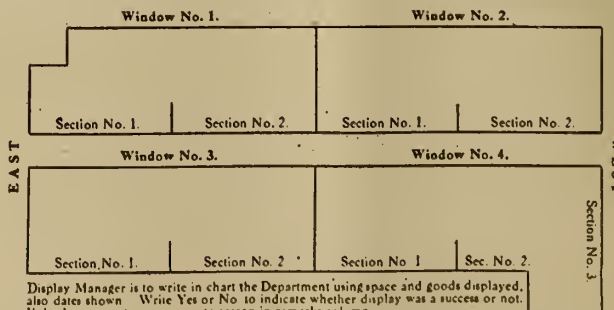 Window No. 1. Window No. 2.
Section No. 1. Section No. 2. Section No. 1. Section No. 2.
EAST
Window No. 3. Window No. 4.
Section No. 3.
Section No. 1. Section No. 2 Section No 1 Sec. No. 2.
Display Manager is to write in chart the Department using space and goods displayed,
also dates shown Write Yes or No to indicate whether display was a success or not.